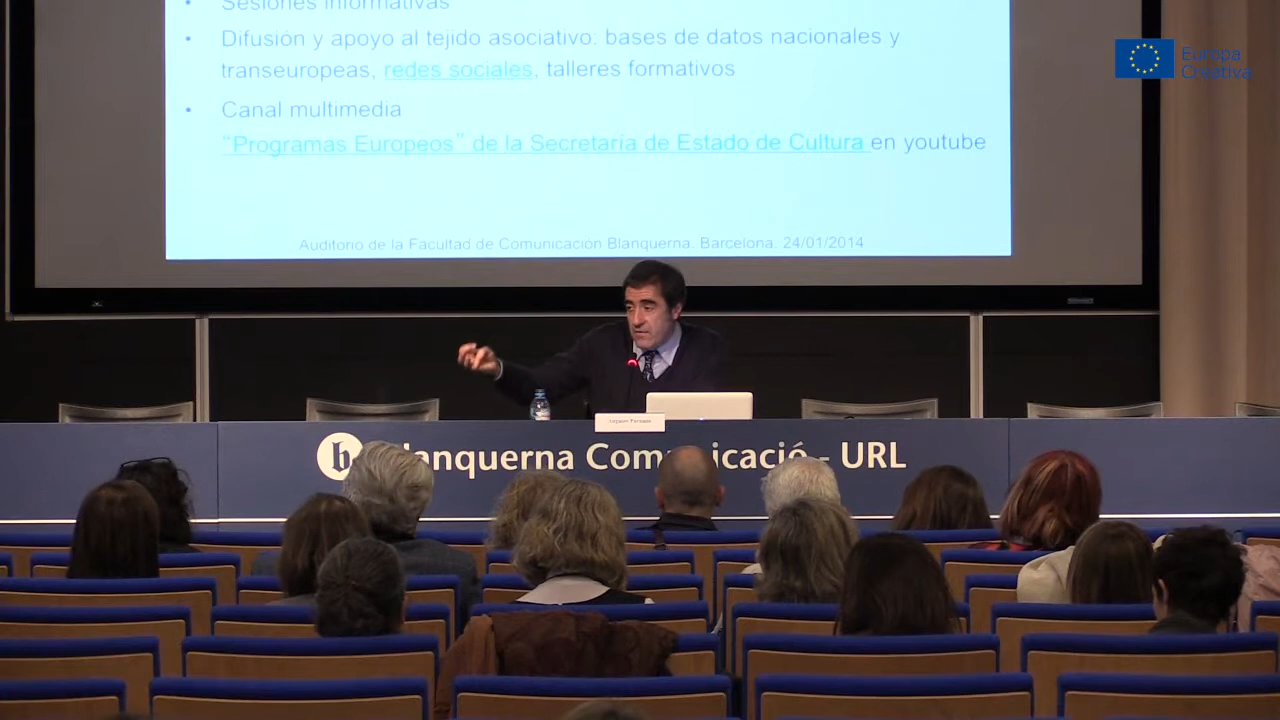 • Sesiones informativas
• Difusión y apoyo al tejido asociativo: bases de datos nacionales y
transeuropeas, redes sociales, talleres formativos
• Canal multimedia
"Programas Europeos" de la Secretaría de Estado de Cultura en youtube
Auditorio de la Facultad de Comunicación Blanquerna. Barcelona. 24/01/2014
Europa
Creativa
b Blanquerna Comunicació - URL